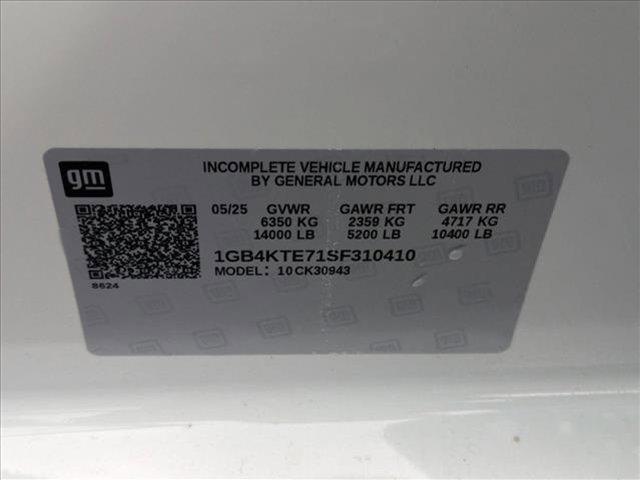 gm
INCOMPLETE VEHICLE MANUFACTURED
BY GENERAL MOTORS LLC
05/25 GVWR GAWR FRT GAWR RR
6350 KG 2359 KG 4717 KG
14000 LB 5200 LB 10400 LB
1GB4KTE71SF310410
MODEL: 10CK30943
8624